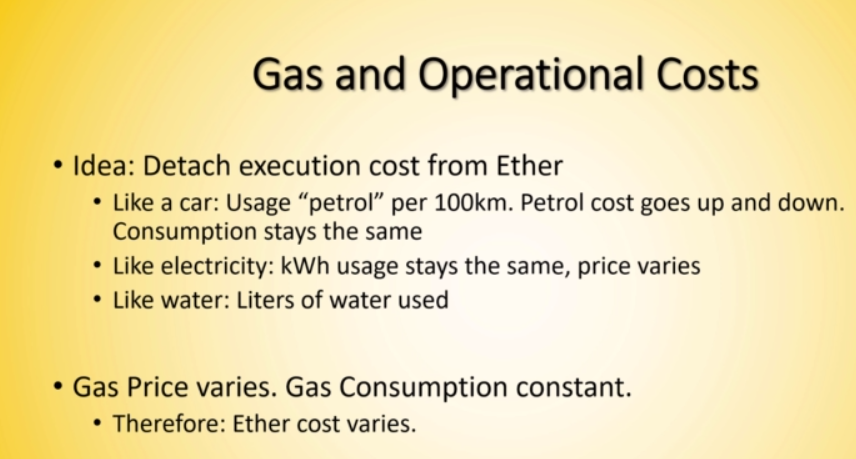 Gas and Operational Costs
• Idea: Detach execution cost from Ether
• Like a car: Usage “petrol” per 100km. Petrol cost goes up and down.
Consumption stays the same
• Like electricity: kWh usage stays the same, price varies
• Like water: Liters of water used
• Gas Price varies. Gas Consumption constant.
• Therefore: Ether cost varies.